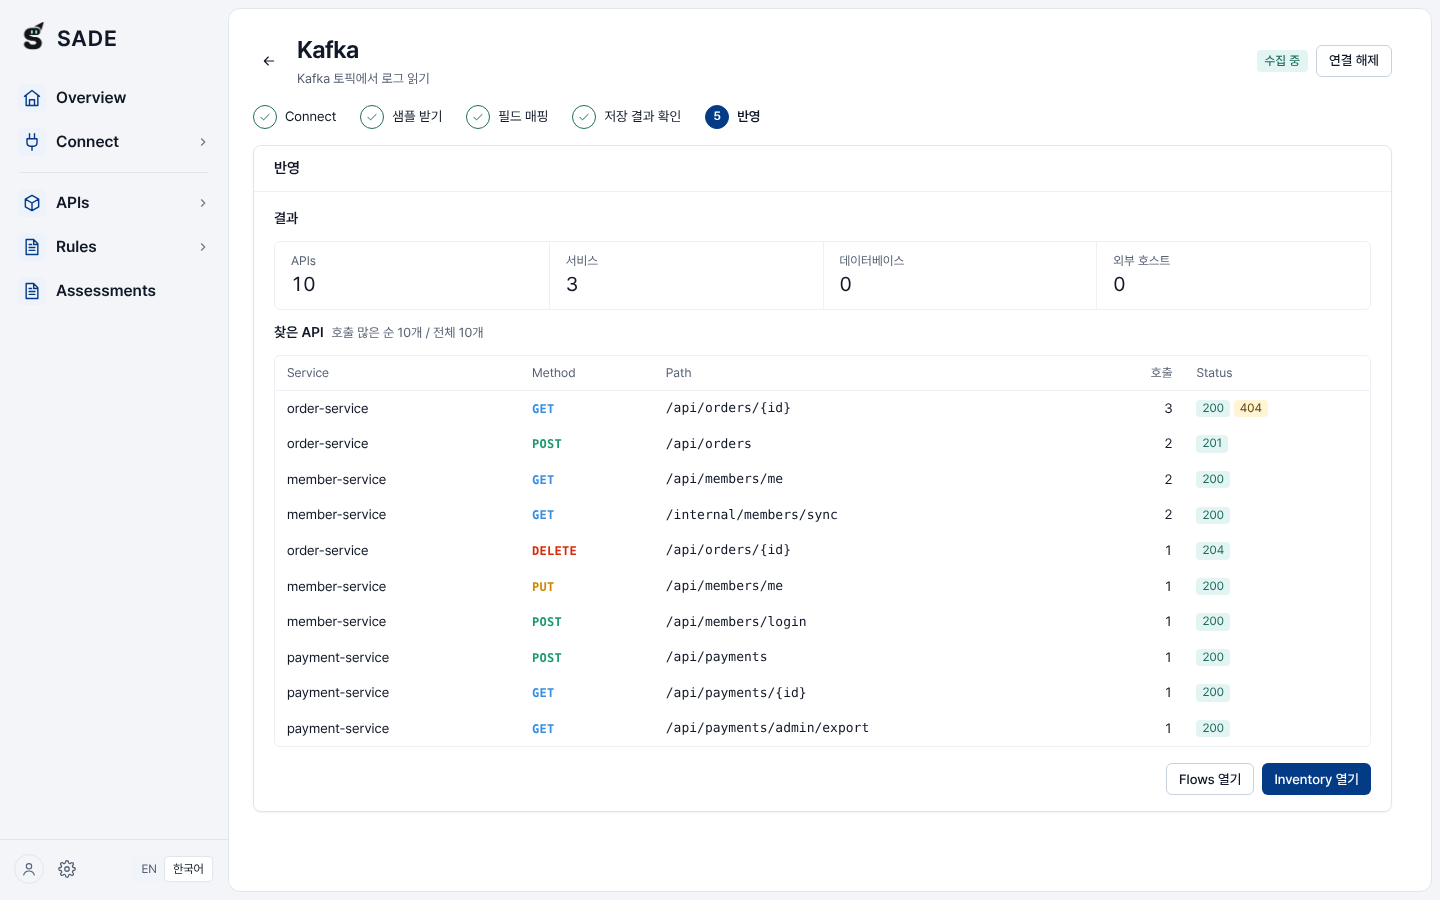 SADE
Overview
Connect
APIs
Rules
Assessments
EN 한국어
Kafka
Kafka 토픽에서 로그 읽기
수집 중 연결 해제
Connect 샘플 받기 필드 매핑 저장 결과 확인 5 반영
반영
결과
APIs 서비스 데이터베이스 외부 호스트
10 3 0 0
찾은 API 호출 많은 순 10개 / 전체 10개
Service Method Path 호출 Status
order-service GET /api/orders/{id} 3 200 404
order-service POST /api/orders 2 201
member-service GET /api/members/me 2 200
member-service GET /internal/members/sync 2 200
order-service DELETE /api/orders/{id} 1 204
member-service PUT /api/members/me 1 200
member-service POST /api/members/login 1 200
payment-service POST /api/payments 1 200
payment-service GET /api/payments/{id} 1 200
payment-service GET /api/payments/admin/export 1 200
Flows 열기 Inventory 열기